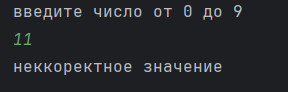 введите число от 0 до 9
11
неккоректное значение